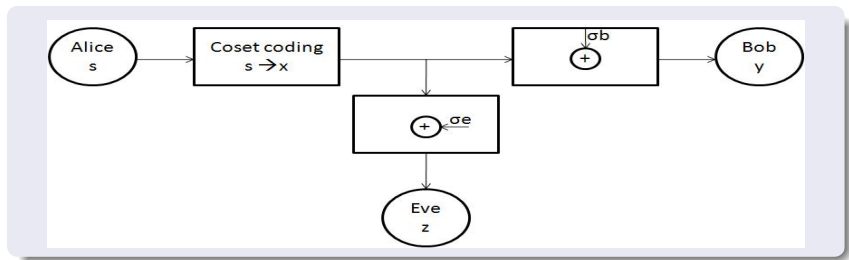 Alice
s
Coset coding
s → x
σb
+
Bob
y
+
σe
Eve
z